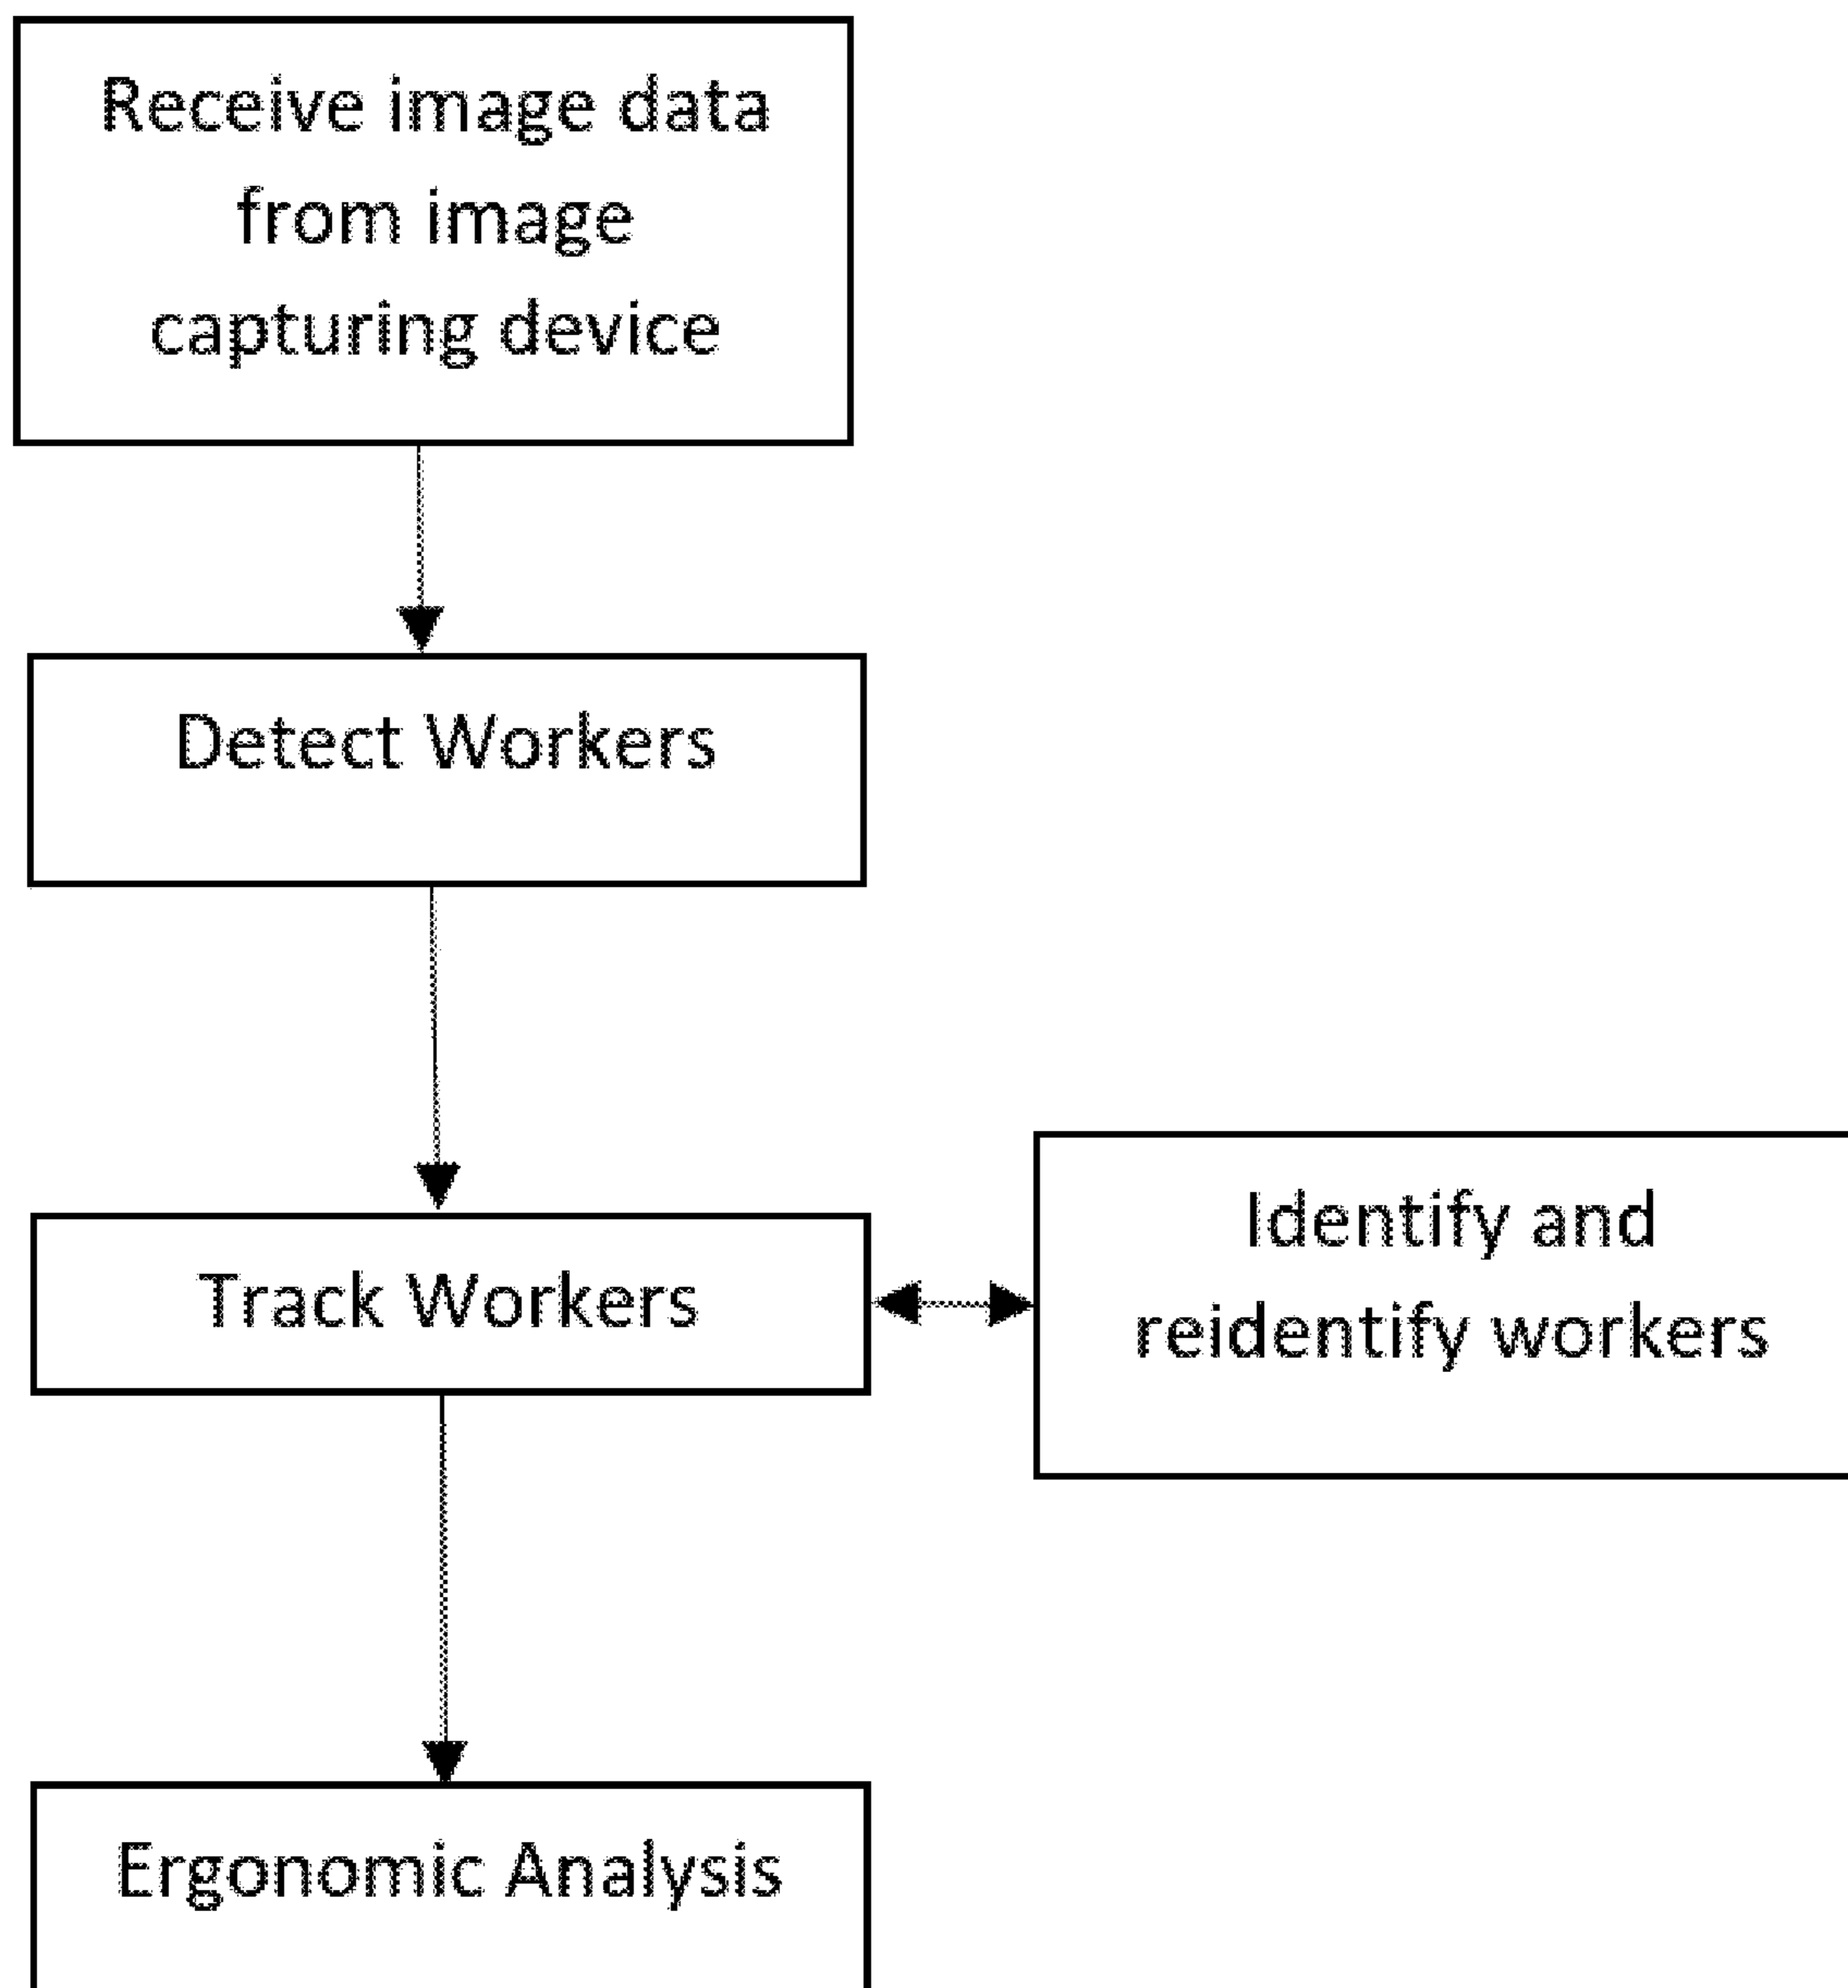 Receive image data
from image
capturing device
Detect Workers
Track Workers
Identify and
reidentify workers
Ergonomic Analysis